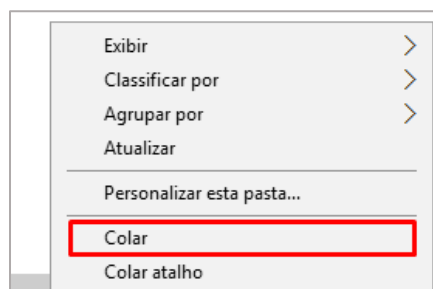 Exibir
Classificar por
Agrupar por
Atualizar
Personalizar esta pasta...
Colar
Colar atalho